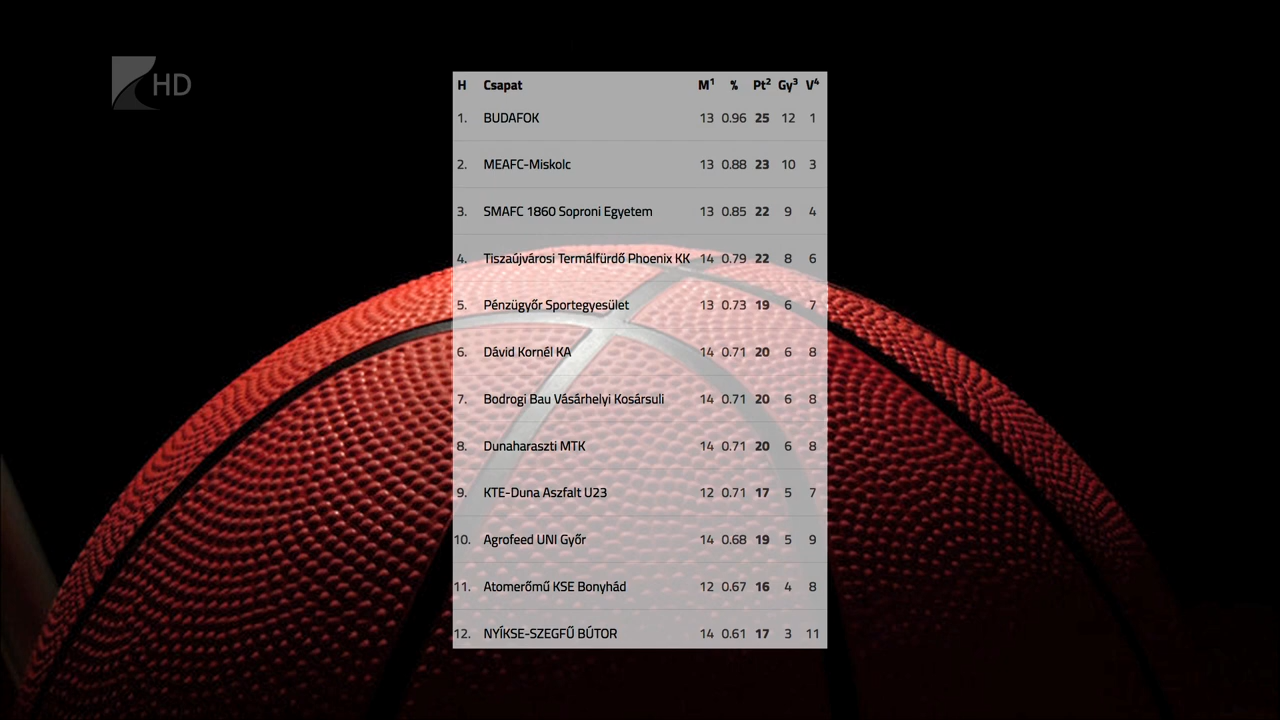 HD
H Csapat M¹ % Pt² Gy³ V⁴
1. BUDAFOK 13 0.96 25 12 1
2. MEAFC-Miskolc 13 0.88 23 10 3
3. SMAFC 1860 Soproni Egyetem 13 0.85 22 9 4
4. Tiszaújvárosi Termálfürdő Phoenix KK 14 0.79 22 8 6
5. Pénzügyőr Sportegyesület 13 0.73 19 6 7
6. Dávid Kornél KA 14 0.71 20 6 8
7. Bodrogi Bau Vásárhelyi Kosársuli 14 0.71 20 6 8
8. Dunaharaszti MTK 14 0.71 20 6 8
9. KTE-Duna Aszfalt U23 12 0.71 17 5 7
10. Agrofeed UNI Győr 14 0.68 19 5 9
11. Atomerőmű KSE Bonyhád 12 0.67 16 4 8
12. NYÍKSE-SZEGFŰ BÚTOR 14 0.61 17 3 11